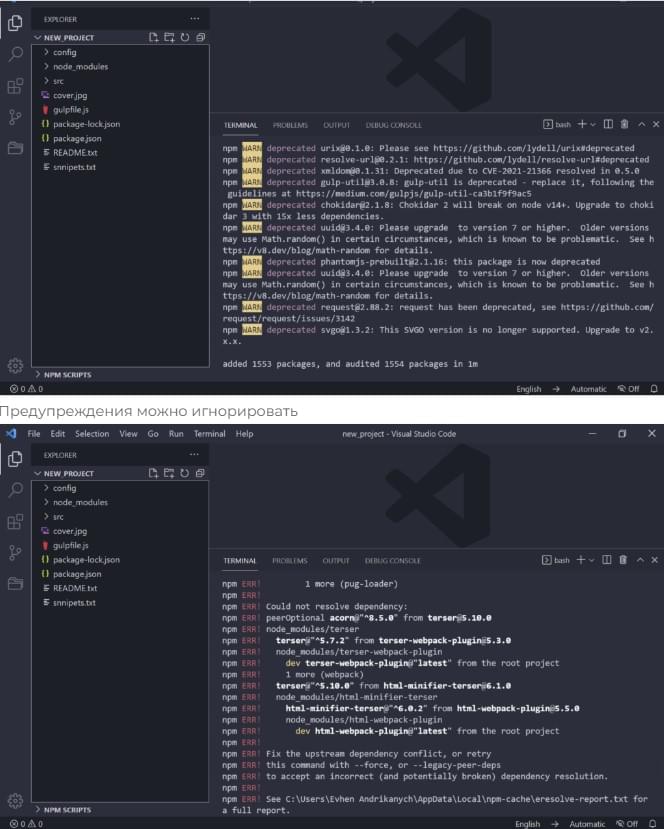 EXPLORER
NEW_PROJECT
config
node_modules
src
cover.jpg
gulpfile.js
package-lock.json
package.json
README.txt
snnipets.txt
NPM SCRIPTS
TERMINAL PROBLEMS OUTPUT DEBUG CONSOLE bash
npm WARN deprecated urix@0.1.0: Please see https://github.com/lydell/urix#deprecated
npm WARN deprecated resolve-url@0.2.1: https://github.com/lydell/resolve-url#deprecated
npm WARN deprecated xmldom@0.1.31: Deprecated due to CVE-2021-21366 resolved in 0.5.0
npm WARN deprecated gulp-util@3.0.8: gulp-util is deprecated - replace it, following the
guidelines at https://medium.com/gulpjs/gulp-util-ca3b1f9f9ac5
npm WARN deprecated chokidar@2.1.8: Chokidar 2 will break on node v14+. Upgrade to choki
dar 3 with 15x less dependencies.
npm WARN deprecated uuid@3.4.0: Please upgrade  to version 7 or higher.  Older versions
may use Math.random() in certain circumstances, which is known to be problematic.  See h
ttps://v8.dev/blog/math-random for details.
npm WARN deprecated phantomjs-prebuilt@2.1.16: this package is now deprecated
npm WARN deprecated uuid@3.4.0: Please upgrade  to version 7 or higher.  Older versions
may use Math.random() in certain circumstances, which is known to be problematic.  See h
ttps://v8.dev/blog/math-random for details.
npm WARN deprecated request@2.88.2: request has been deprecated, see https://github.com/
request/request/issues/3142
npm WARN deprecated svgo@1.3.2: This SVGO version is no longer supported. Upgrade to v2.
x.x.
added 1553 packages, and audited 1554 packages in 1m
0 0 English → Automatic Off
Предупреждения можно игнорировать
File Edit Selection View Go Run Terminal Help new_project - Visual Studio Code
EXPLORER
NEW_PROJECT
config
node_modules
src
cover.jpg
gulpfile.js
package-lock.json
package.json
README.txt
snnipets.txt
NPM SCRIPTS
TERMINAL PROBLEMS OUTPUT DEBUG CONSOLE bash
npm ERR! 1 more (pug-loader)
npm ERR!
npm ERR! Could not resolve dependency:
npm ERR! peerOptional acorn@"^8.5.0" from terser@5.10.0
npm ERR! node_modules/terser
npm ERR! terser@"^5.7.2" from terser-webpack-plugin@5.3.0
npm ERR! node_modules/terser-webpack-plugin
npm ERR! dev terser-webpack-plugin@"latest" from the root project
npm ERR! 1 more (webpack)
npm ERR! terser@"^5.10.0" from html-minifier-terser@6.1.0
npm ERR! node_modules/html-minifier-terser
npm ERR! html-minifier-terser@"^6.0.2" from html-webpack-plugin@5.5.0
npm ERR! node_modules/html-webpack-plugin
npm ERR! dev html-webpack-plugin@"latest" from the root project
npm ERR!
npm ERR! Fix the upstream dependency conflict, or retry
npm ERR! this command with --force, or --legacy-peer-deps
npm ERR! to accept an incorrect (and potentially broken) dependency resolution.
npm ERR!
npm ERR! See C:\Users\Evhen Andrikanych\AppData\Local\npm-cache\eresolve-report.txt for
a full report.
0 0 English → Automatic Off